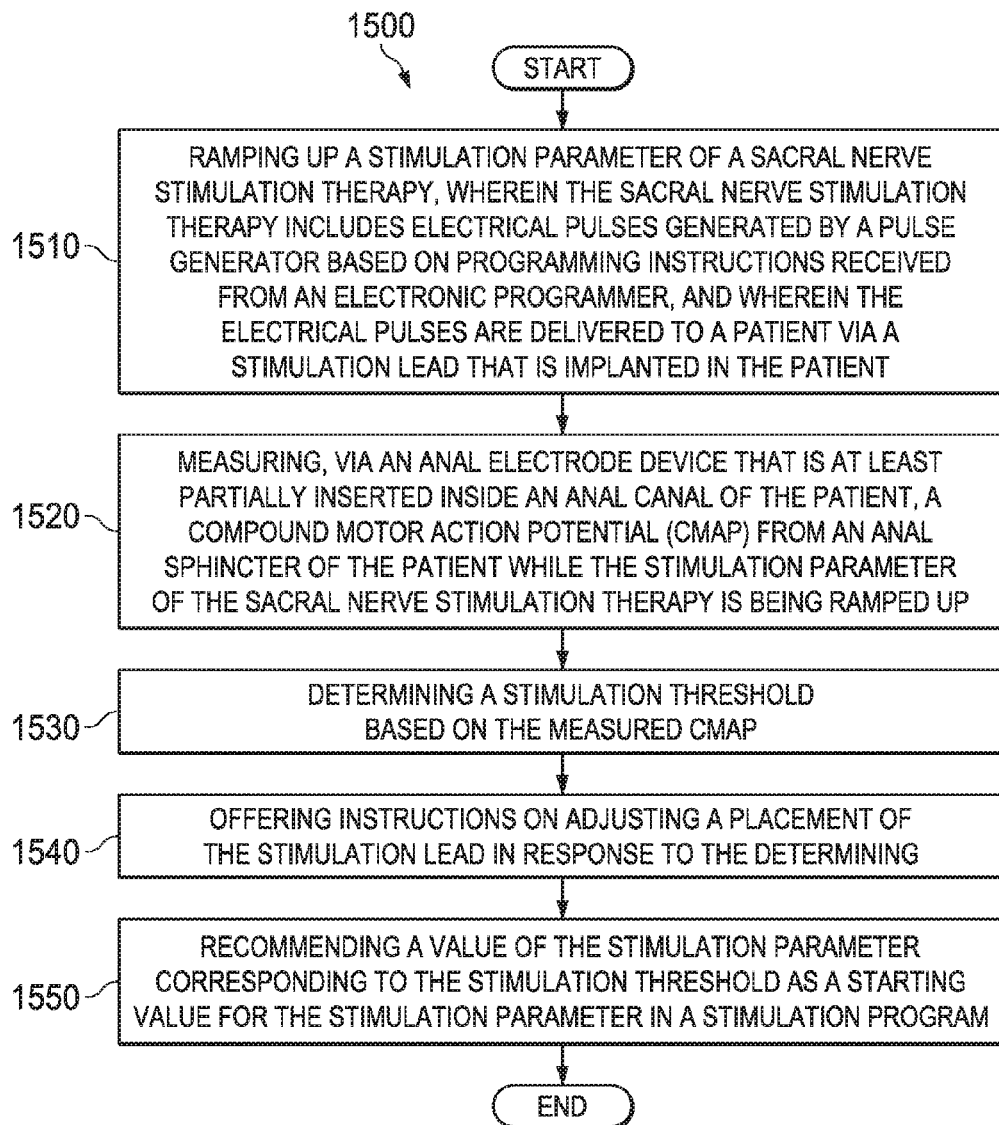 1500
START
1510
RAMPING UP A STIMULATION PARAMETER OF A SACRAL NERVE
STIMULATION THERAPY, WHEREIN THE SACRAL NERVE STIMULATION
THERAPY INCLUDES ELECTRICAL PULSES GENERATED BY A PULSE
GENERATOR BASED ON PROGRAMMING INSTRUCTIONS RECEIVED
FROM AN ELECTRONIC PROGRAMMER, AND WHEREIN THE
ELECTRICAL PULSES ARE DELIVERED TO A PATIENT VIA A
STIMULATION LEAD THAT IS IMPLANTED IN THE PATIENT
1520
MEASURING, VIA AN ANAL ELECTRODE DEVICE THAT IS AT LEAST
PARTIALLY INSERTED INSIDE AN ANAL CANAL OF THE PATIENT, A
COMPOUND MOTOR ACTION POTENTIAL (CMAP) FROM AN ANAL
SPHINCTER OF THE PATIENT WHILE THE STIMULATION PARAMETER
OF THE SACRAL NERVE STIMULATION THERAPY IS BEING RAMPED UP
1530
DETERMINING A STIMULATION THRESHOLD
BASED ON THE MEASURED CMAP
1540
OFFERING INSTRUCTIONS ON ADJUSTING A PLACEMENT OF
THE STIMULATION LEAD IN RESPONSE TO THE DETERMINING
1550
RECOMMENDING A VALUE OF THE STIMULATION PARAMETER
CORRESPONDING TO THE STIMULATION THRESHOLD AS A STARTING
VALUE FOR THE STIMULATION PARAMETER IN A STIMULATION PROGRAM
END